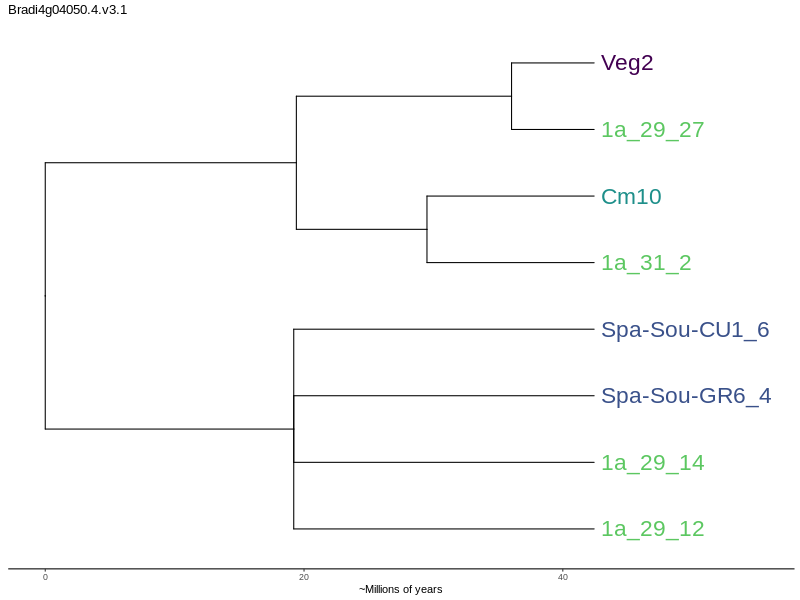 Bradi4g04050.4.v3.1
Veg2
1a_29_27
Cm10
1a_31_2
Spa-Sou-CU1_6
Spa-Sou-GR6_4
1a_29_14
1a_29_12
0 20 40
~Millions of years